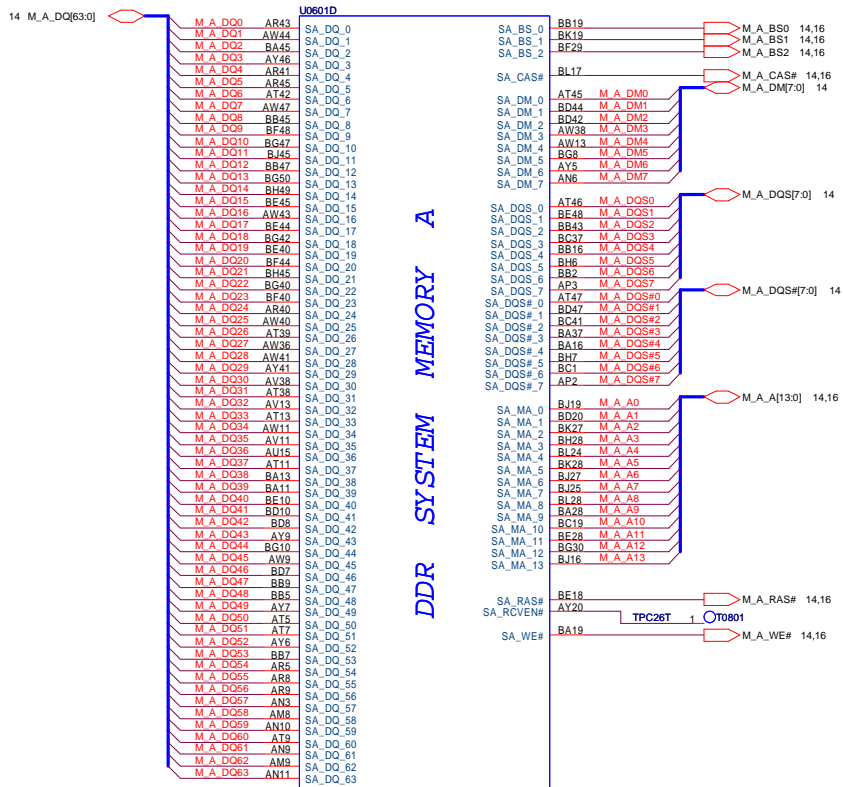 14 M_A_DQ[63:0]
U0601D
M_A_DQ0 AR43 SA_DQ_0
M_A_DQ1 AW44 SA_DQ_1
M_A_DQ2 BA45 SA_DQ_2
M_A_DQ3 AY46 SA_DQ_3
M_A_DQ4 AR41 SA_DQ_4
M_A_DQ5 AR45 SA_DQ_5
M_A_DQ6 AT42 SA_DQ_6
M_A_DQ7 AW47 SA_DQ_7
M_A_DQ8 BB45 SA_DQ_8
M_A_DQ9 BF48 SA_DQ_9
M_A_DQ10 BG47 SA_DQ_10
M_A_DQ11 BJ45 SA_DQ_11
M_A_DQ12 BB47 SA_DQ_12
M_A_DQ13 BG50 SA_DQ_13
M_A_DQ14 BH49 SA_DQ_14
M_A_DQ15 BE45 SA_DQ_15
M_A_DQ16 AW43 SA_DQ_16
M_A_DQ17 BE44 SA_DQ_17
M_A_DQ18 BG42 SA_DQ_18
M_A_DQ19 BE40 SA_DQ_19
M_A_DQ20 BF44 SA_DQ_20
M_A_DQ21 BH45 SA_DQ_21
M_A_DQ22 BG40 SA_DQ_22
M_A_DQ23 BF40 SA_DQ_23
M_A_DQ24 AR40 SA_DQ_24
M_A_DQ25 AW40 SA_DQ_25
M_A_DQ26 AT39 SA_DQ_26
M_A_DQ27 AW36 SA_DQ_27
M_A_DQ28 AW41 SA_DQ_28
M_A_DQ29 AY41 SA_DQ_29
M_A_DQ30 AV38 SA_DQ_30
M_A_DQ31 AT38 SA_DQ_31
M_A_DQ32 AV13 SA_DQ_32
M_A_DQ33 AT13 SA_DQ_33
M_A_DQ34 AW11 SA_DQ_34
M_A_DQ35 AV11 SA_DQ_35
M_A_DQ36 AU15 SA_DQ_36
M_A_DQ37 AT11 SA_DQ_37
M_A_DQ38 BA13 SA_DQ_38
M_A_DQ39 BA11 SA_DQ_39
M_A_DQ40 BE10 SA_DQ_40
M_A_DQ41 BD10 SA_DQ_41
M_A_DQ42 BD8 SA_DQ_42
M_A_DQ43 AY9 SA_DQ_43
M_A_DQ44 BG10 SA_DQ_44
M_A_DQ45 AW9 SA_DQ_45
M_A_DQ46 BD7 SA_DQ_46
M_A_DQ47 BB9 SA_DQ_47
M_A_DQ48 BB5 SA_DQ_48
M_A_DQ49 AY7 SA_DQ_49
M_A_DQ50 AT5 SA_DQ_50
M_A_DQ51 AT7 SA_DQ_51
M_A_DQ52 AY6 SA_DQ_52
M_A_DQ53 BB7 SA_DQ_53
M_A_DQ54 AR5 SA_DQ_54
M_A_DQ55 AR8 SA_DQ_55
M_A_DQ56 AR9 SA_DQ_56
M_A_DQ57 AN3 SA_DQ_57
M_A_DQ58 AM8 SA_DQ_58
M_A_DQ59 AN10 SA_DQ_59
M_A_DQ60 AT9 SA_DQ_60
M_A_DQ61 AN9 SA_DQ_61
M_A_DQ62 AM9 SA_DQ_62
M_A_DQ63 AN11 SA_DQ_63
DDR SYSTEM MEMORY A
SA_BS_0 BB19 M_A_BS0 14,16
SA_BS_1 BK19 M_A_BS1 14,16
SA_BS_2 BF29 M_A_BS2 14,16
SA_CAS# BL17 M_A_CAS# 14,16
M_A_DM[7:0] 14
SA_DM_0 AT45 M_A_DM0
SA_DM_1 BD44 M_A_DM1
SA_DM_2 BD42 M_A_DM2
SA_DM_3 AW38 M_A_DM3
SA_DM_4 AW13 M_A_DM4
SA_DM_5 BG8 M_A_DM5
SA_DM_6 AY5 M_A_DM6
SA_DM_7 AN6 M_A_DM7
M_A_DQS[7:0] 14
SA_DQS_0 AT46 M_A_DQS0
SA_DQS_1 BE48 M_A_DQS1
SA_DQS_2 BB43 M_A_DQS2
SA_DQS_3 BC37 M_A_DQS3
SA_DQS_4 BB16 M_A_DQS4
SA_DQS_5 BH6 M_A_DQS5
SA_DQS_6 BB2 M_A_DQS6
SA_DQS_7 AP3 M_A_DQS7
M_A_DQS#[7:0] 14
SA_DQS#_0 AT47 M_A_DQS#0
SA_DQS#_1 BD47 M_A_DQS#1
SA_DQS#_2 BC41 M_A_DQS#2
SA_DQS#_3 BA37 M_A_DQS#3
SA_DQS#_4 BA16 M_A_DQS#4
SA_DQS#_5 BH7 M_A_DQS#5
SA_DQS#_6 BC1 M_A_DQS#6
SA_DQS#_7 AP2 M_A_DQS#7
M_A_A[13:0] 14,16
SA_MA_0 BJ19 M_A_A0
SA_MA_1 BD20 M_A_A1
SA_MA_2 BK27 M_A_A2
SA_MA_3 BH28 M_A_A3
SA_MA_4 BL24 M_A_A4
SA_MA_5 BK28 M_A_A5
SA_MA_6 BJ27 M_A_A6
SA_MA_7 BJ25 M_A_A7
SA_MA_8 BL28 M_A_A8
SA_MA_9 BA28 M_A_A9
SA_MA_10 BC19 M_A_A10
SA_MA_11 BE28 M_A_A11
SA_MA_12 BG30 M_A_A12
SA_MA_13 BJ16 M_A_A13
SA_RAS# BE18 M_A_RAS# 14,16
SA_RCVEN# AY20 TPC26T 1 T0801
SA_WE# BA19 M_A_WE# 14,16